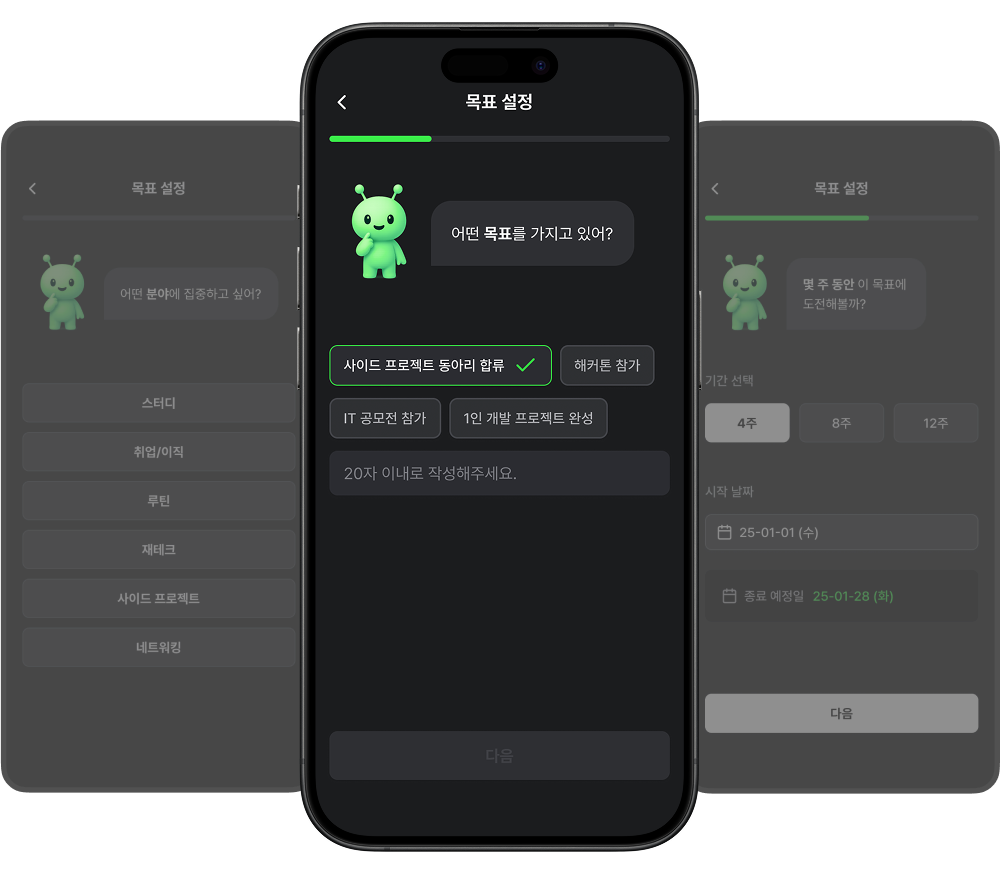 목표 설정
어떤 분야에 집중하고 싶어?
스터디
취업/이직
루틴
재테크
사이드 프로젝트
네트워킹
목표 설정
어떤 목표를 가지고 있어?
사이드 프로젝트 동아리 합류
해커톤 참가
IT 공모전 참가
1인 개발 프로젝트 완성
20자 이내로 작성해주세요.
다음
목표 설정
몇 주 동안 이 목표에
도전해볼까?
기간 선택
4주
8주
12주
시작 날짜
25-01-01 (수)
종료 예정일 25-01-28 (화)
다음